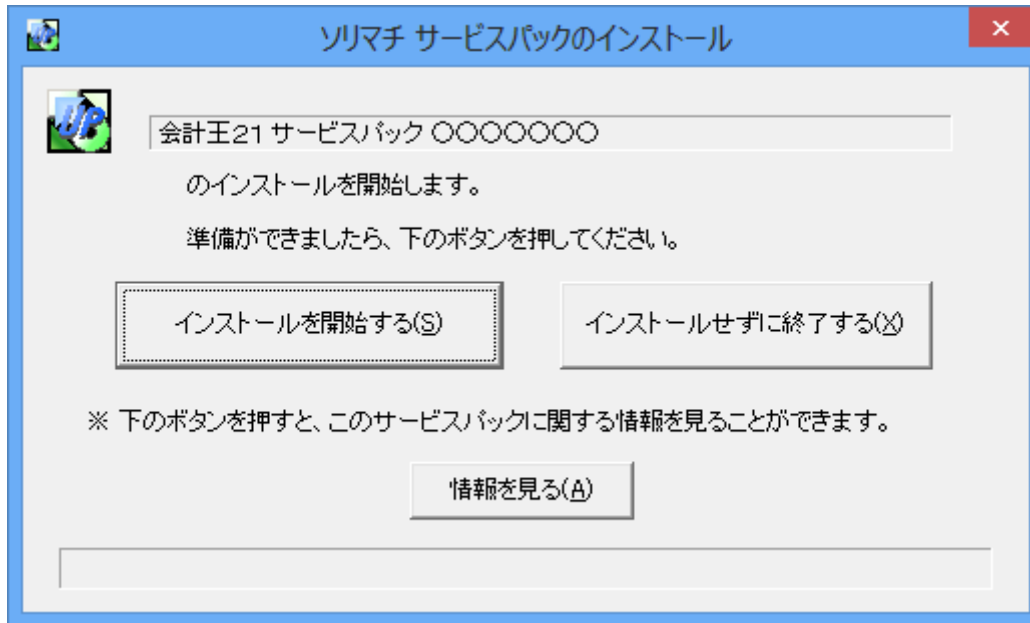 ソリマチ サービスパックのインストール
UP
会計王21 サービスパック ○○○○○○○
のインストールを開始します。
準備ができましたら、下のボタンを押してください。
インストールを開始する(S) インストールせずに終了する(X)
※ 下のボタンを押すと、このサービスパックに関する情報を見ることができます。
情報を見る(A)